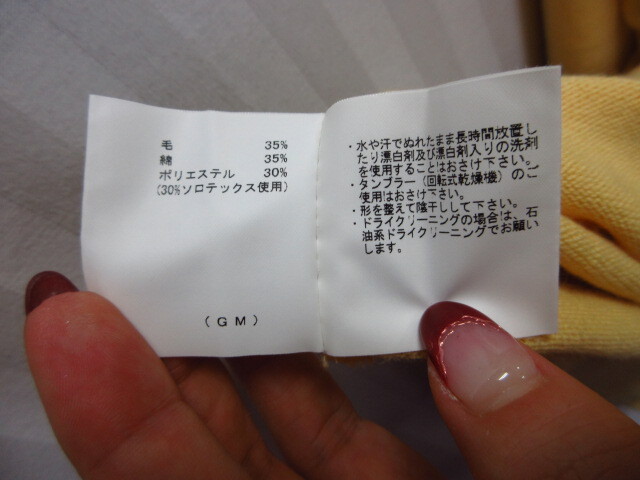 毛 35%
綿 35%
ポリエステル 30%
(30%ソロテックス使用)
(GM)
・水や汗でぬれたまま長時間放置し
たり漂白剤及び漂白剤入りの洗剤
を使用することはおさけ下さい。
・タンブラー(回転式乾燥機)のご
使用はおさけ下さい。
・形を整えて陰干しして下さい。
・ドライクリーニングの場合は、石
油系ドライクリーニングでお願い
します。